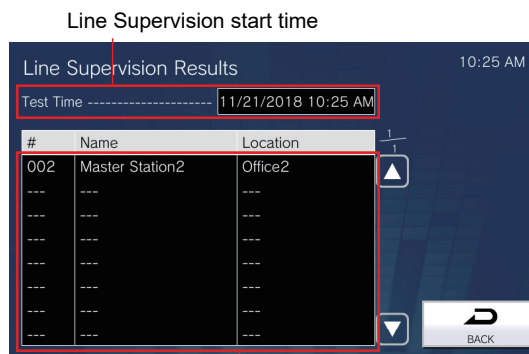 Line Supervision start time
Line Supervision Results
10:25 AM
Test Time --------------------- 11/21/2018 10:25 AM
# Name Location
1
1
002 Master Station2 Office2
--- --- ---
--- --- ---
--- --- ---
--- --- ---
--- --- ---
--- --- ---
--- --- ---
BACK